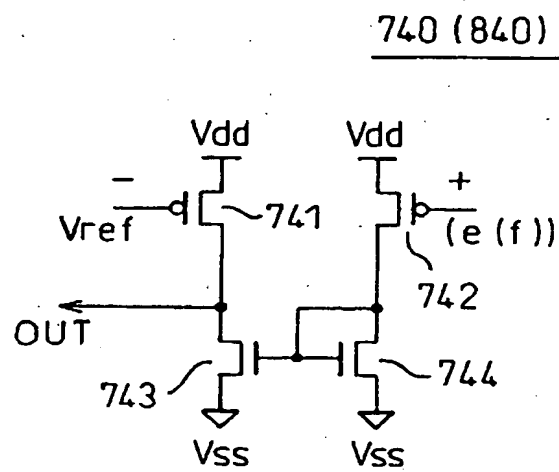 740 (840)
Vdd Vdd
− +
Vref 741 (e(f))
742
OUT
743 744
Vss Vss